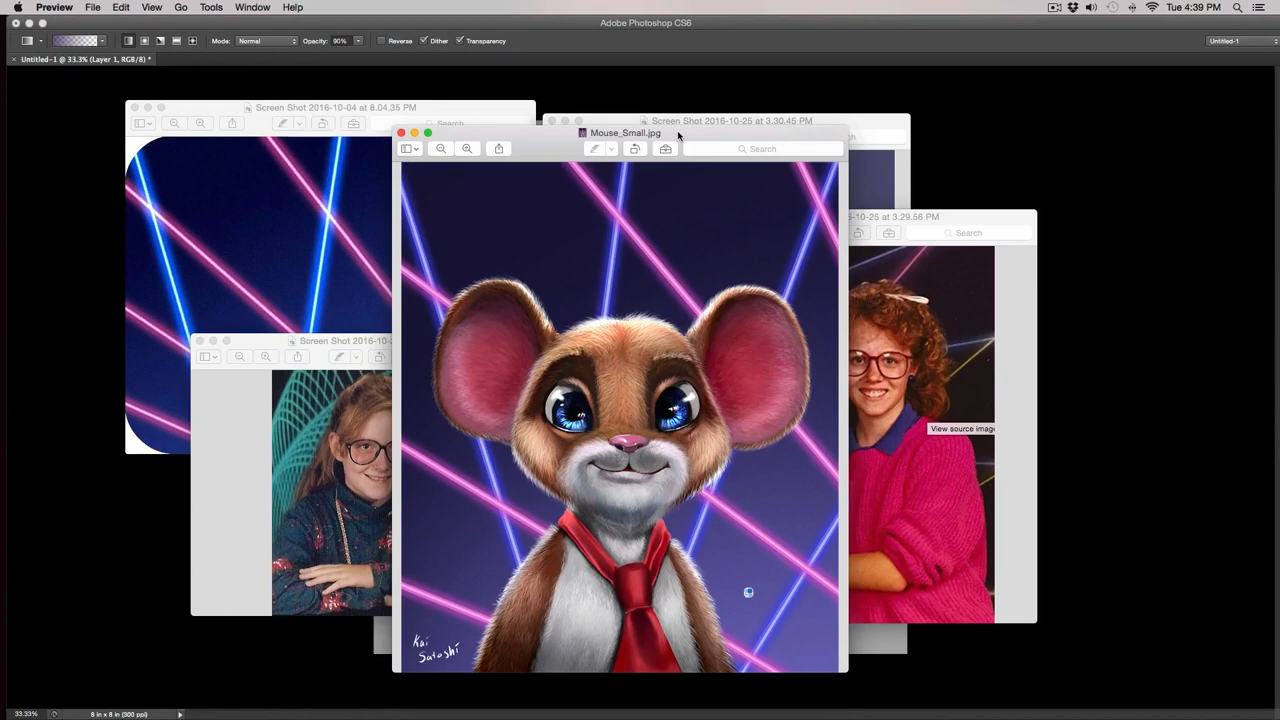 Preview File Edit View Go Tools Window Help Tue 4:39 PM
Adobe Photoshop CS6
Mode: Normal Opacity: 90% Reverse Dither Transparency Untitled-1
Untitled-1 @ 33.3% (Layer 1, RGB/8) *
Screen Shot 2016-10-04 at 8.04.35 PM
Search
Screen Shot 2016-10-25 at 3.30.45 PM
Mouse_Small.jpg
Search
-10-25 at 3.29.56 PM
Search
Screen Shot 2016-10-2
View source imag
Kai
Satoshi
33.33% 8 in x 8 in (300 ppi)